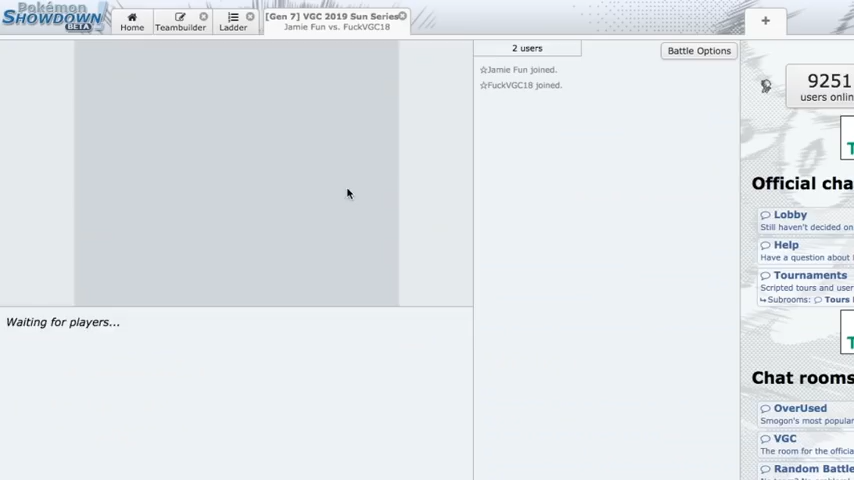 Pokémon
SHOWDOWN
BETA
Home
Teambuilder
Ladder
[Gen 7] VGC 2019 Sun Series
Jamie Fun vs. FuckVGC18
+
2 users
Battle Options
☆Jamie Fun joined.
☆FuckVGC18 joined.
Waiting for players...
9251
users onlin
T
Official cha
Lobby
Still haven't decided on
Help
Have a question about
Tournaments
Scripted tours and user
↳Subrooms: Tours
T
Chat rooms
OverUsed
Smogon's most popular
VGC
The room for the officia
Random Battle